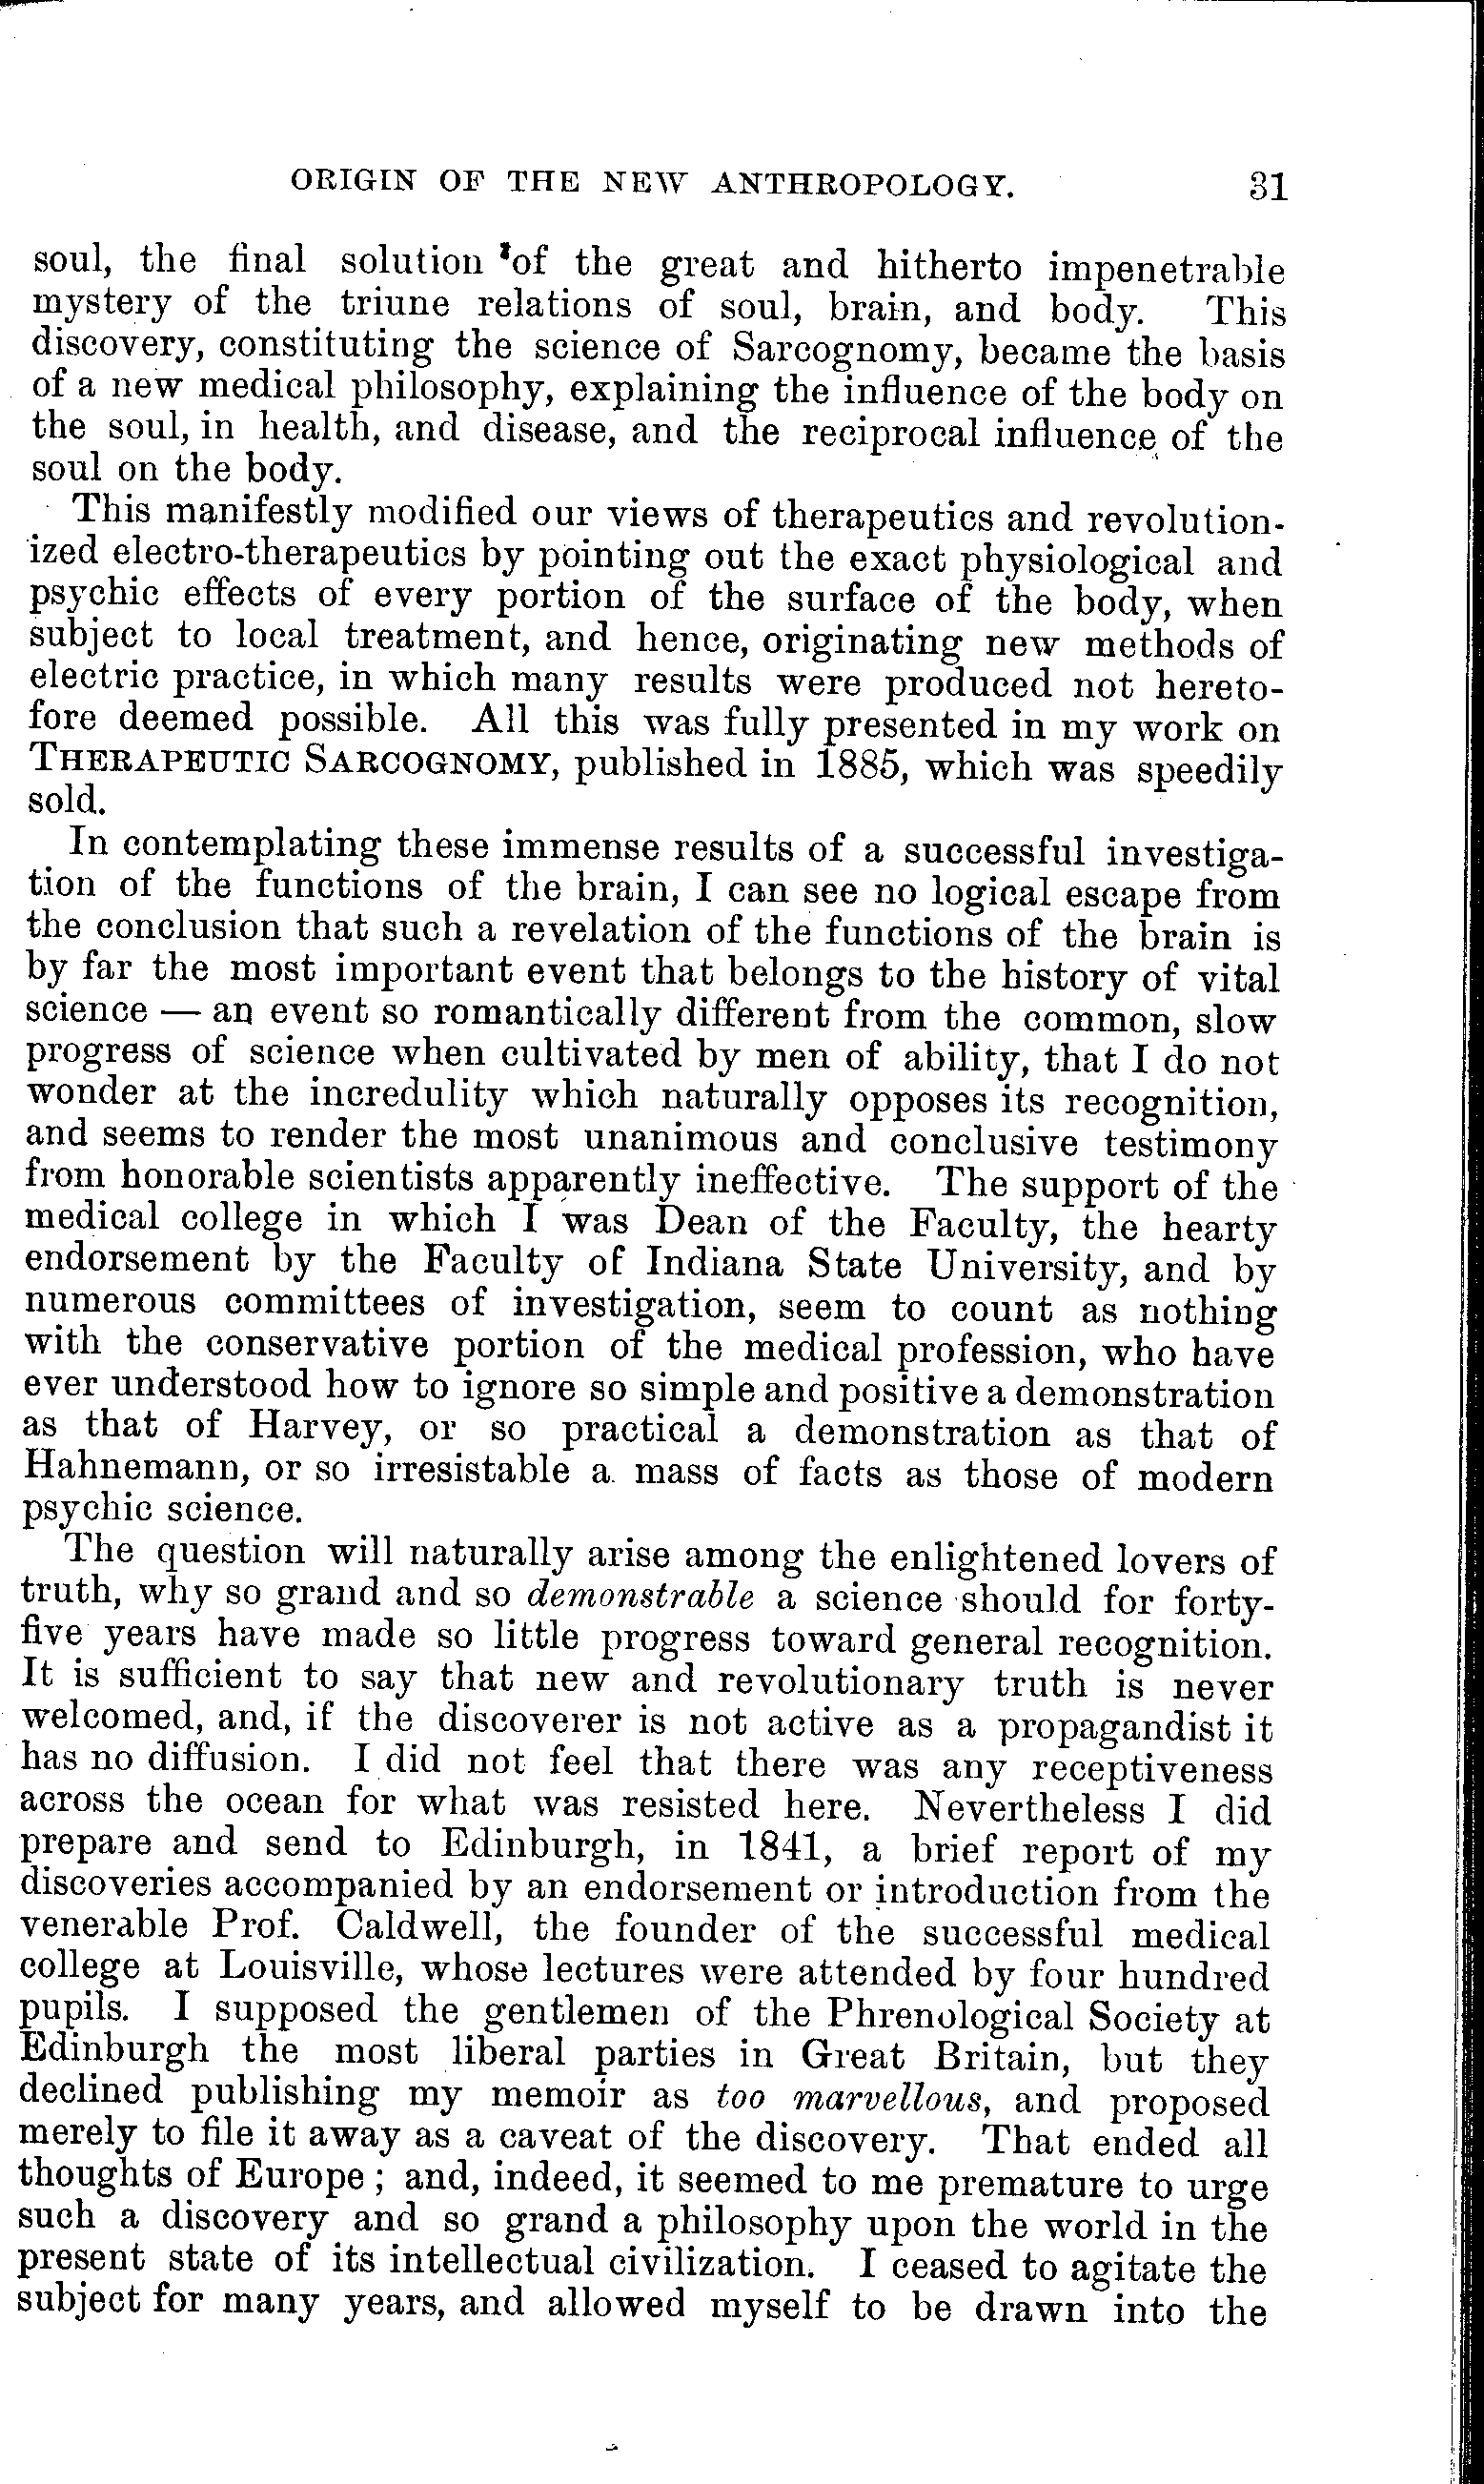 ORIGIN OF THE NEW ANTHROPOLOGY. 31
soul, the final solution of the great and hitherto impenetrable
mystery of the triune relations of soul, brain, and body. This
discovery, constituting the science of Sarcognomy, became the basis
of a new medical philosophy, explaining the influence of the body on
the soul, in health, and disease, and the reciprocal influence of the
soul on the body.
This manifestly modified our views of therapeutics and revolution-
ized electro-therapeutics by pointing out the exact physiological and
psychic effects of every portion of the surface of the body, when
subject to local treatment, and hence, originating new methods of
electric practice, in which many results were produced not hereto-
fore deemed possible. All this was fully presented in my work on
THERAPEUTIC SARCOGNOMY, published in 1885, which was speedily
sold.
In contemplating these immense results of a successful investiga-
tion of the functions of the brain, I can see no logical escape from
the conclusion that such a revelation of the functions of the brain is
by far the most important event that belongs to the history of vital
science — an event so romantically different from the common, slow
progress of science when cultivated by men of ability, that I do not
wonder at the incredulity which naturally opposes its recognition,
and seems to render the most unanimous and conclusive testimony
from honorable scientists apparently ineffective. The support of the
medical college in which I was Dean of the Faculty, the hearty
endorsement by the Faculty of Indiana State University, and by
numerous committees of investigation, seem to count as nothing
with the conservative portion of the medical profession, who have
ever understood how to ignore so simple and positive a demonstration
as that of Harvey, or so practical a demonstration as that of
Hahnemann, or so irresistable a mass of facts as those of modern
psychic science.
The question will naturally arise among the enlightened lovers of
truth, why so grand and so demonstrable a science should for forty-
five years have made so little progress toward general recognition.
It is sufficient to say that new and revolutionary truth is never
welcomed, and, if the discoverer is not active as a propagandist it
has no diffusion. I did not feel that there was any receptiveness
across the ocean for what was resisted here. Nevertheless I did
prepare and send to Edinburgh, in 1841, a brief report of my
discoveries accompanied by an endorsement or introduction from the
venerable Prof. Caldwell, the founder of the successful medical
college at Louisville, whose lectures were attended by four hundred
pupils. I supposed the gentlemen of the Phrenological Society at
Edinburgh the most liberal parties in Great Britain, but they
declined publishing my memoir as too marvellous, and proposed
merely to file it away as a caveat of the discovery. That ended all
thoughts of Europe; and, indeed, it seemed to me premature to urge
such a discovery and so grand a philosophy upon the world in the
present state of its intellectual civilization. I ceased to agitate the
subject for many years, and allowed myself to be drawn into the